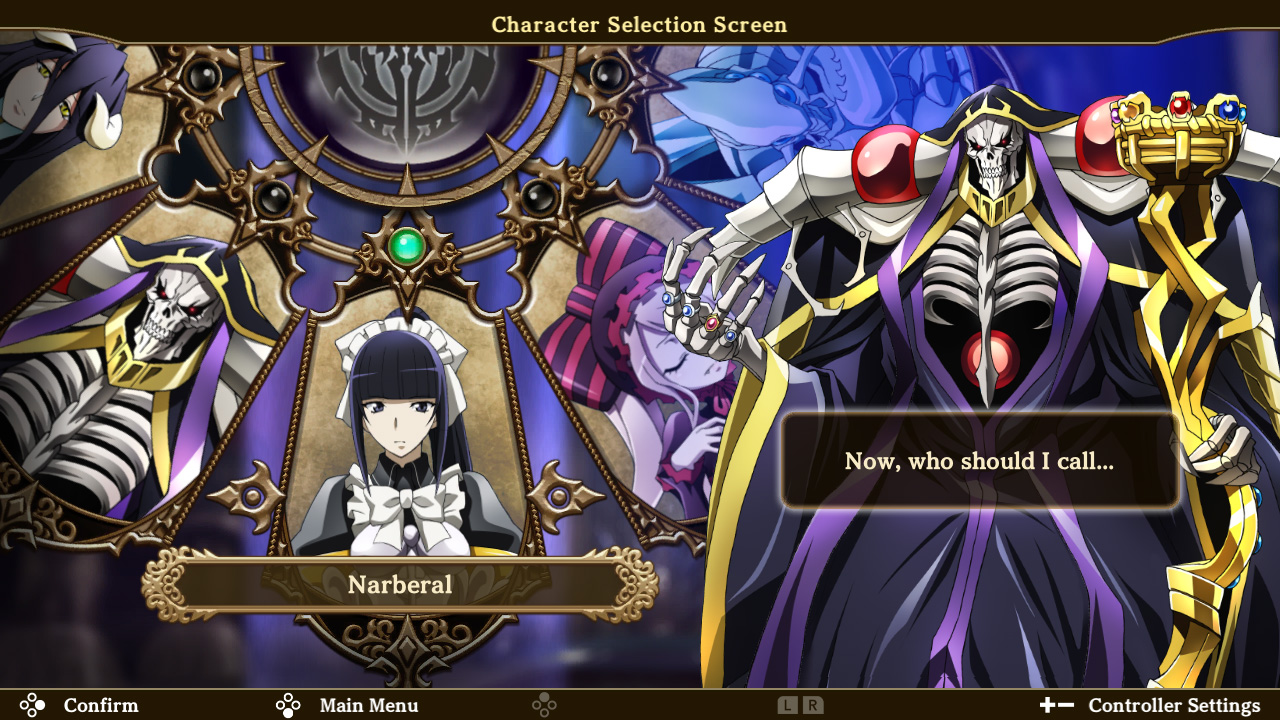 Character Selection Screen
Now, who should I call...
Narberal
Confirm
Main Menu
L R
Controller Settings